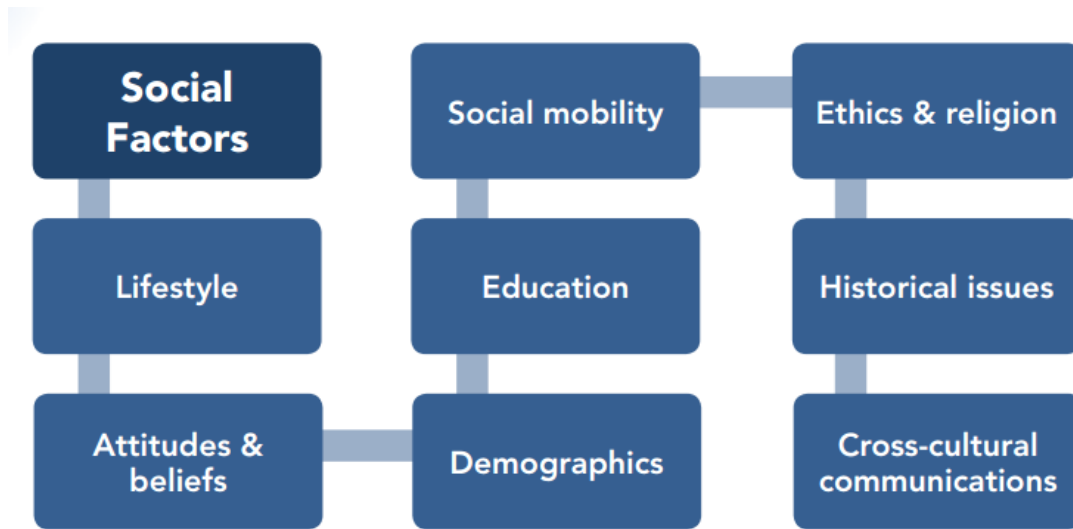 Social
Factors
Lifestyle
Attitudes &
beliefs
Demographics
Education
Social mobility
Ethics & religion
Historical issues
Cross-cultural
communications